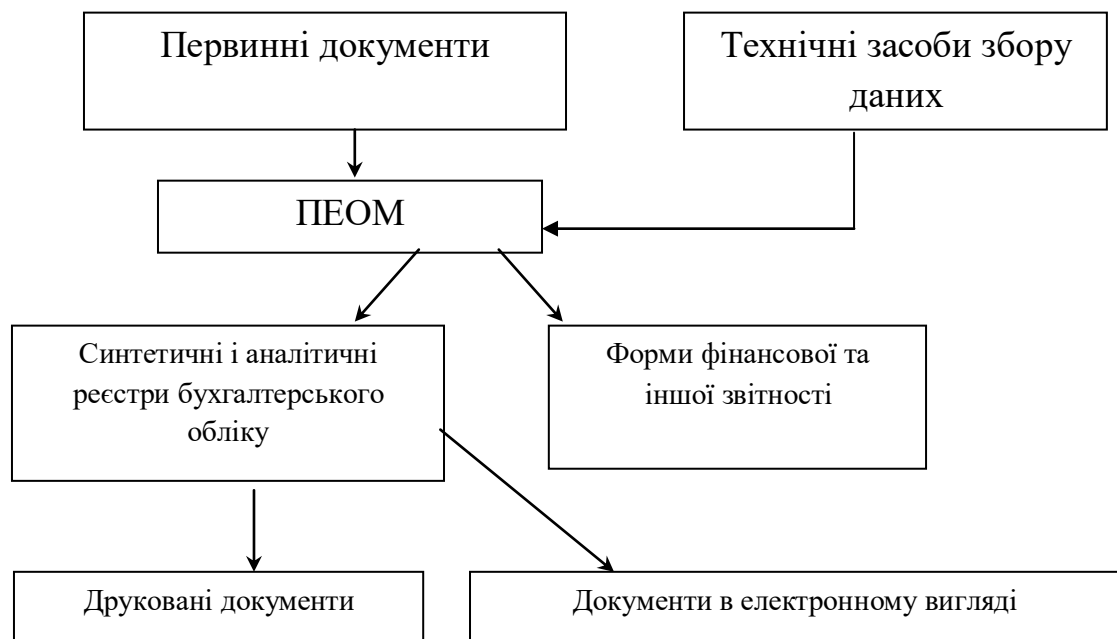 Первинні документи
Технічні засоби збору
даних
ПЕОМ
Синтетичні і аналітичні
реєстри бухгалтерського
обліку
Форми фінансової та
іншої звітності
Друковані документи
Документи в електронному вигляді